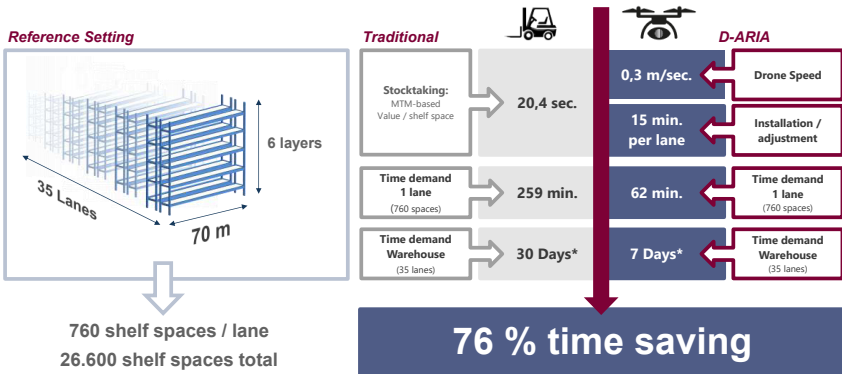 Reference Setting
6 layers
35 Lanes
70 m
760 shelf spaces / lane
26.600 shelf spaces total
Traditional
D-ARIA
Stocktaking:
MTM-based
Value / shelf space
20,4 sec.
0,3 m/sec.
Drone Speed
15 min.
per lane
Installation /
adjustment
Time demand
1 lane
(760 spaces)
259 min.
62 min.
Time demand
1 lane
(760 spaces)
Time demand
Warehouse
(35 lanes)
30 Days*
7 Days*
Time demand
Warehouse
(35 lanes)
76 % time saving